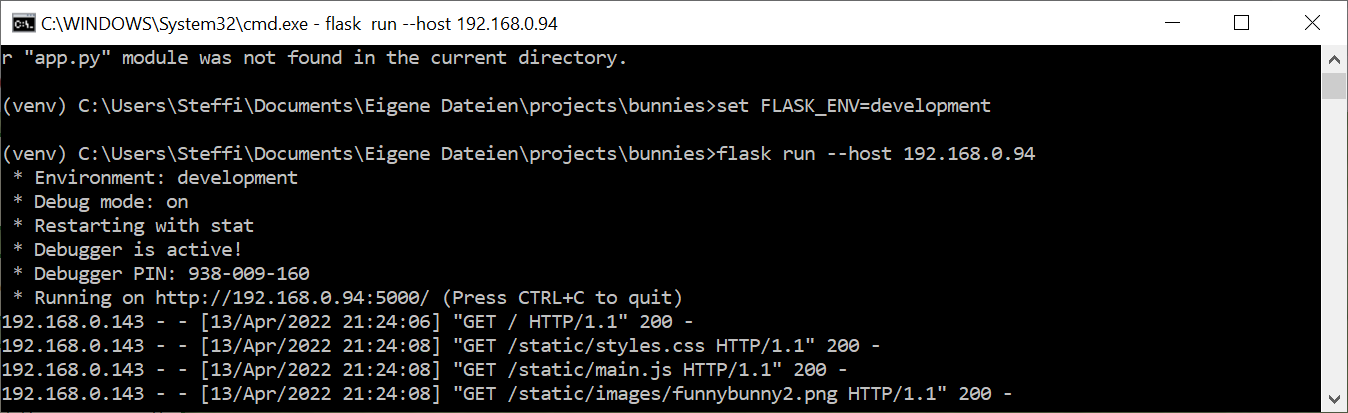 C:\WINDOWS\System32\cmd.exe - flask  run --host 192.168.0.94
r "app.py" module was not found in the current directory.
(venv) C:\Users\Steffi\Documents\Eigene Dateien\projects\bunnies>set FLASK_ENV=development
(venv) C:\Users\Steffi\Documents\Eigene Dateien\projects\bunnies>flask run --host 192.168.0.94
 * Environment: development
 * Debug mode: on
 * Restarting with stat
 * Debugger is active!
 * Debugger PIN: 938-009-160
 * Running on http://192.168.0.94:5000/ (Press CTRL+C to quit)
192.168.0.143 - - [13/Apr/2022 21:24:06] "GET / HTTP/1.1" 200 -
192.168.0.143 - - [13/Apr/2022 21:24:08] "GET /static/styles.css HTTP/1.1" 200 -
192.168.0.143 - - [13/Apr/2022 21:24:08] "GET /static/main.js HTTP/1.1" 200 -
192.168.0.143 - - [13/Apr/2022 21:24:08] "GET /static/images/funnybunny2.png HTTP/1.1" 200 -